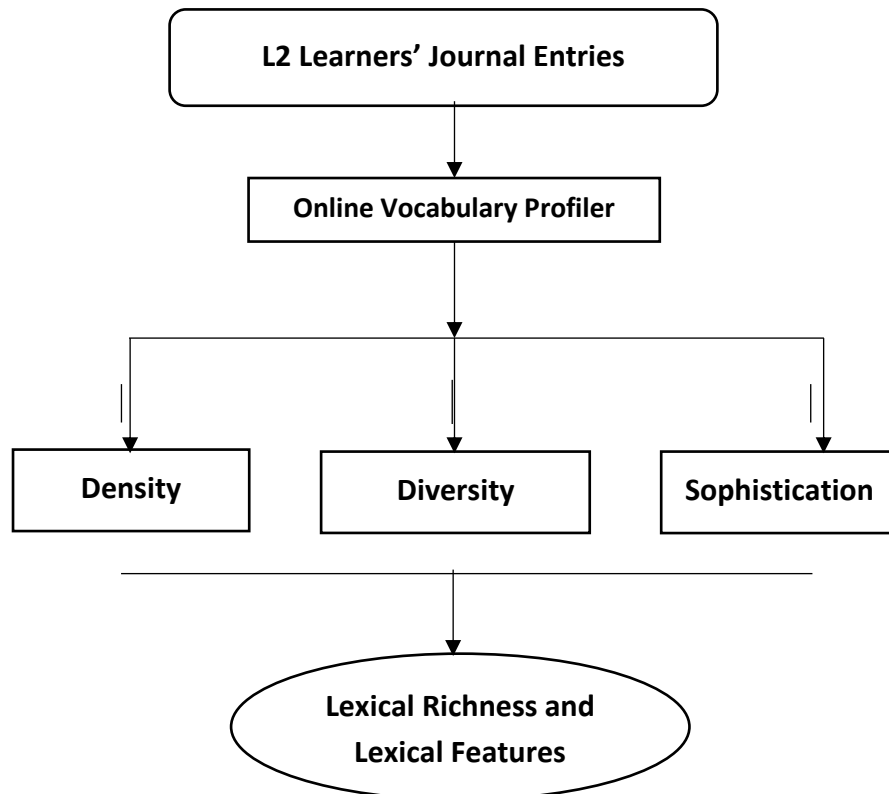 L2 Learners’ Journal Entries
Online Vocabulary Profiler
Density
Diversity
Sophistication
Lexical Richness and
Lexical Features